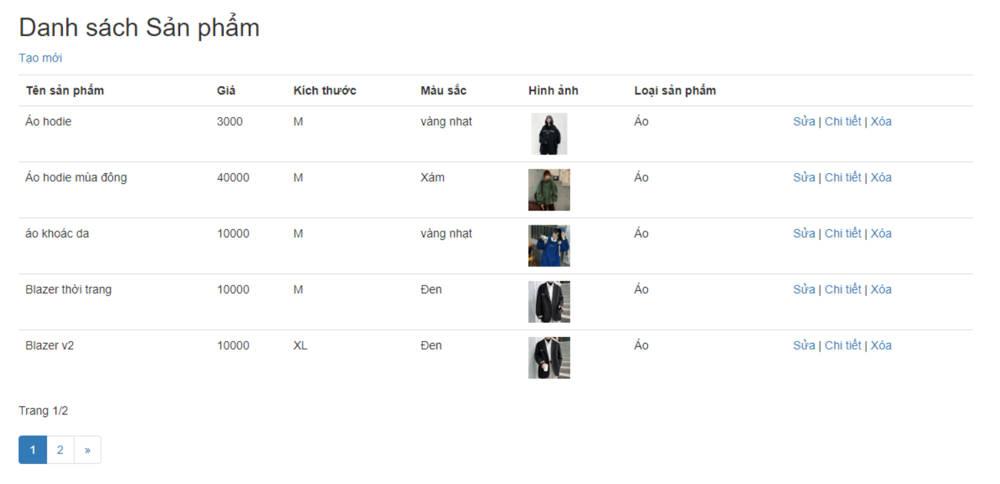 Danh sách Sản phẩm
Tạo mới
Tên sản phẩm Giá Kích thước Màu sắc Hình ảnh Loại sản phẩm
Áo hodie 3000 M vàng nhạt Áo Sửa | Chi tiết | Xóa
Áo hodie mùa đông 40000 M Xám Áo Sửa | Chi tiết | Xóa
áo khoác da 10000 M vàng nhạt Áo Sửa | Chi tiết | Xóa
Blazer thời trang 10000 M Đen Áo Sửa | Chi tiết | Xóa
Blazer v2 10000 XL Đen Áo Sửa | Chi tiết | Xóa
Trang 1/2
1 2 »